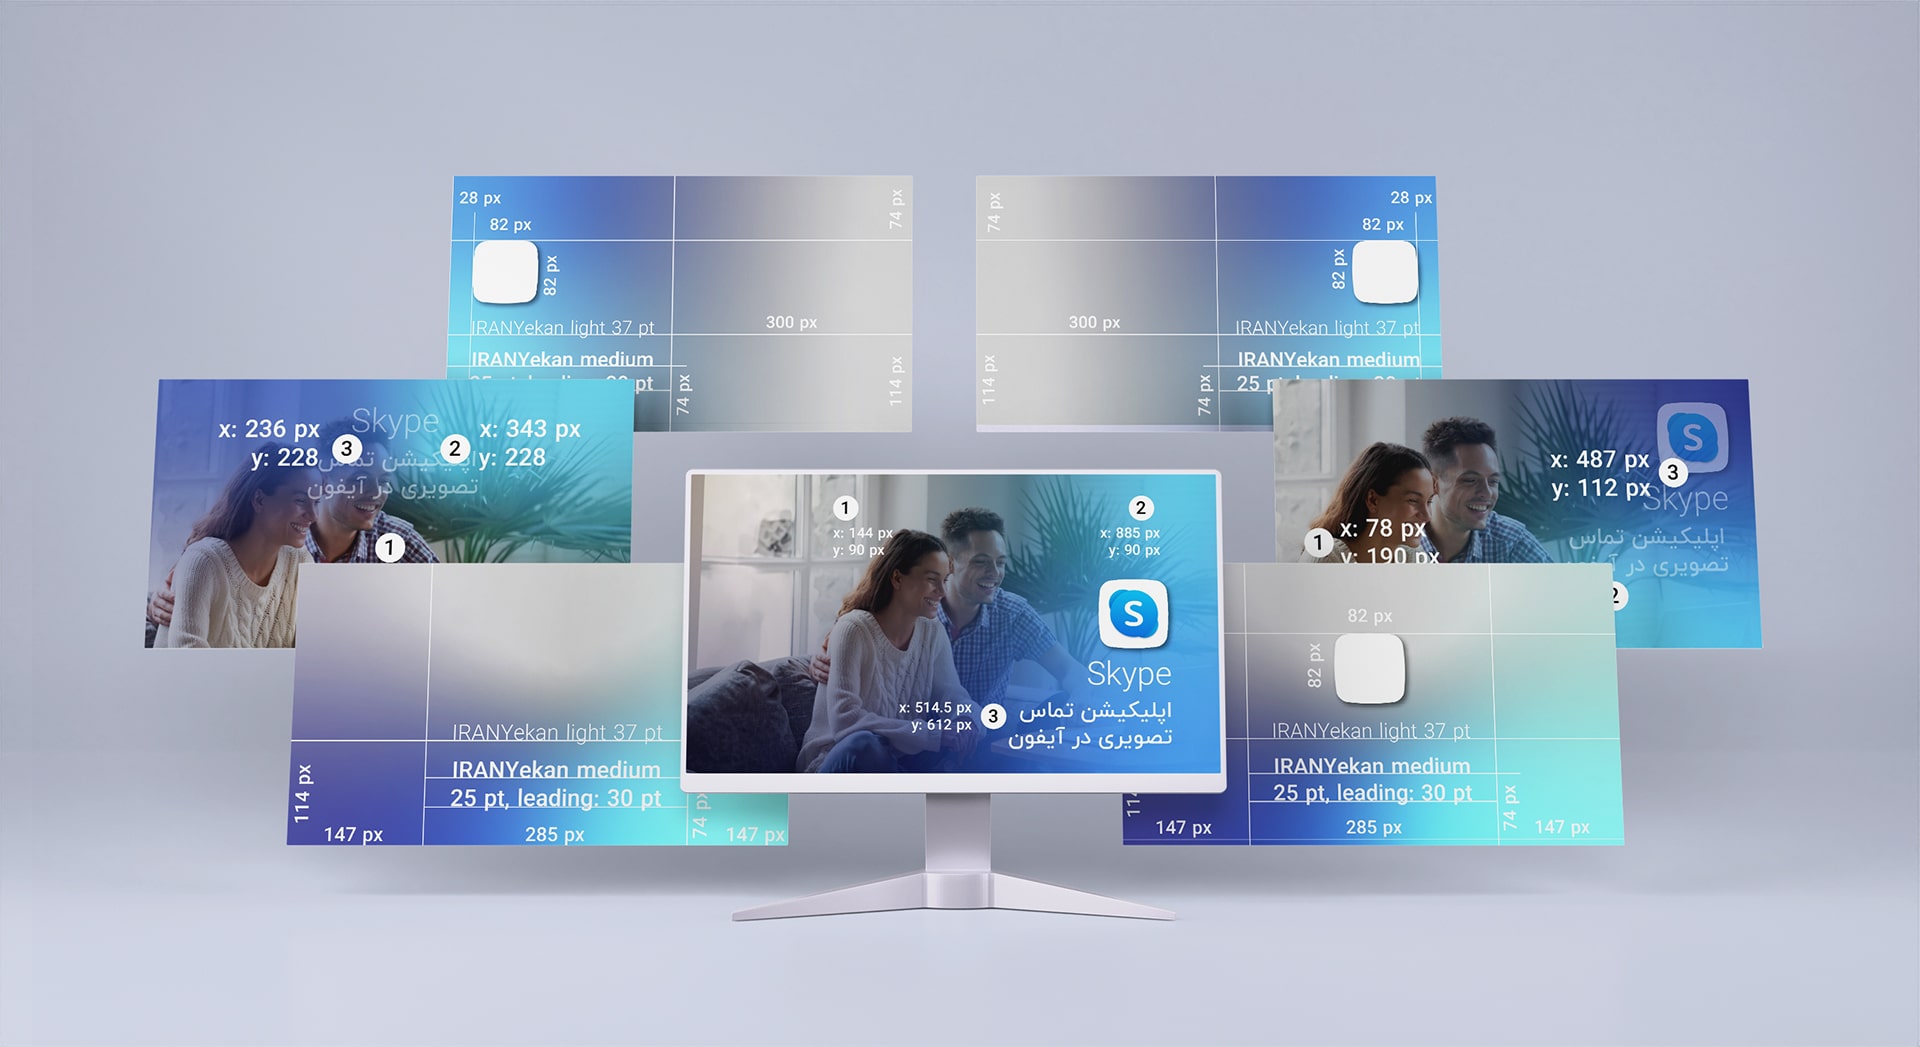 28 px
82 px
82 px
74 px
IRANYekan light 37 pt
300 px
IRANYekan medium
74 px
114 px
74 px
28 px
82 px
82 px
300 px
IRANYekan light 37 pt
IRANYekan medium
114 px
74 px
25
x: 236 px
y: 228
3
Skype
2
x: 343 px
y: 228
تصویری در آیفون
1
x: 487 px
y: 112 px
3
Skype
اپلیکیشن تماس
تصویری در آیفون
1
x: 78 px
y: 190 px
2
IRANYekan light 37 pt
IRANYekan medium
25 pt, leading: 30 pt
114 px
147 px
285 px
74 px
147 px
1
x: 144 px
y: 90 px
2
x: 885 px
y: 90 px
S
Skype
x: 514.5 px
y: 612 px
3
اپلیکیشن تماس
تصویری در آیفون
82 px
82 px
IRANYekan light 37 pt
IRANYekan medium
25 pt, leading: 30 pt
147 px
285 px
74 px
147 px